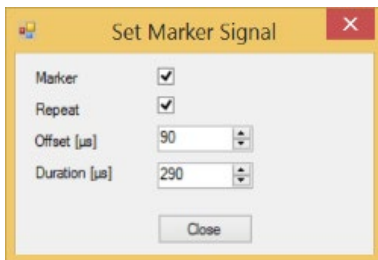 Set Marker Signal
Marker
Repeat
Offset [µs] 90
Duration [µs] 290
Close